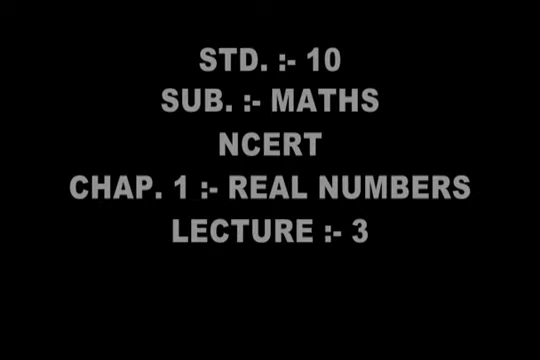 STD. :- 10
SUB. :- MATHS
NCERT
CHAP. 1 :- REAL NUMBERS
LECTURE :- 3